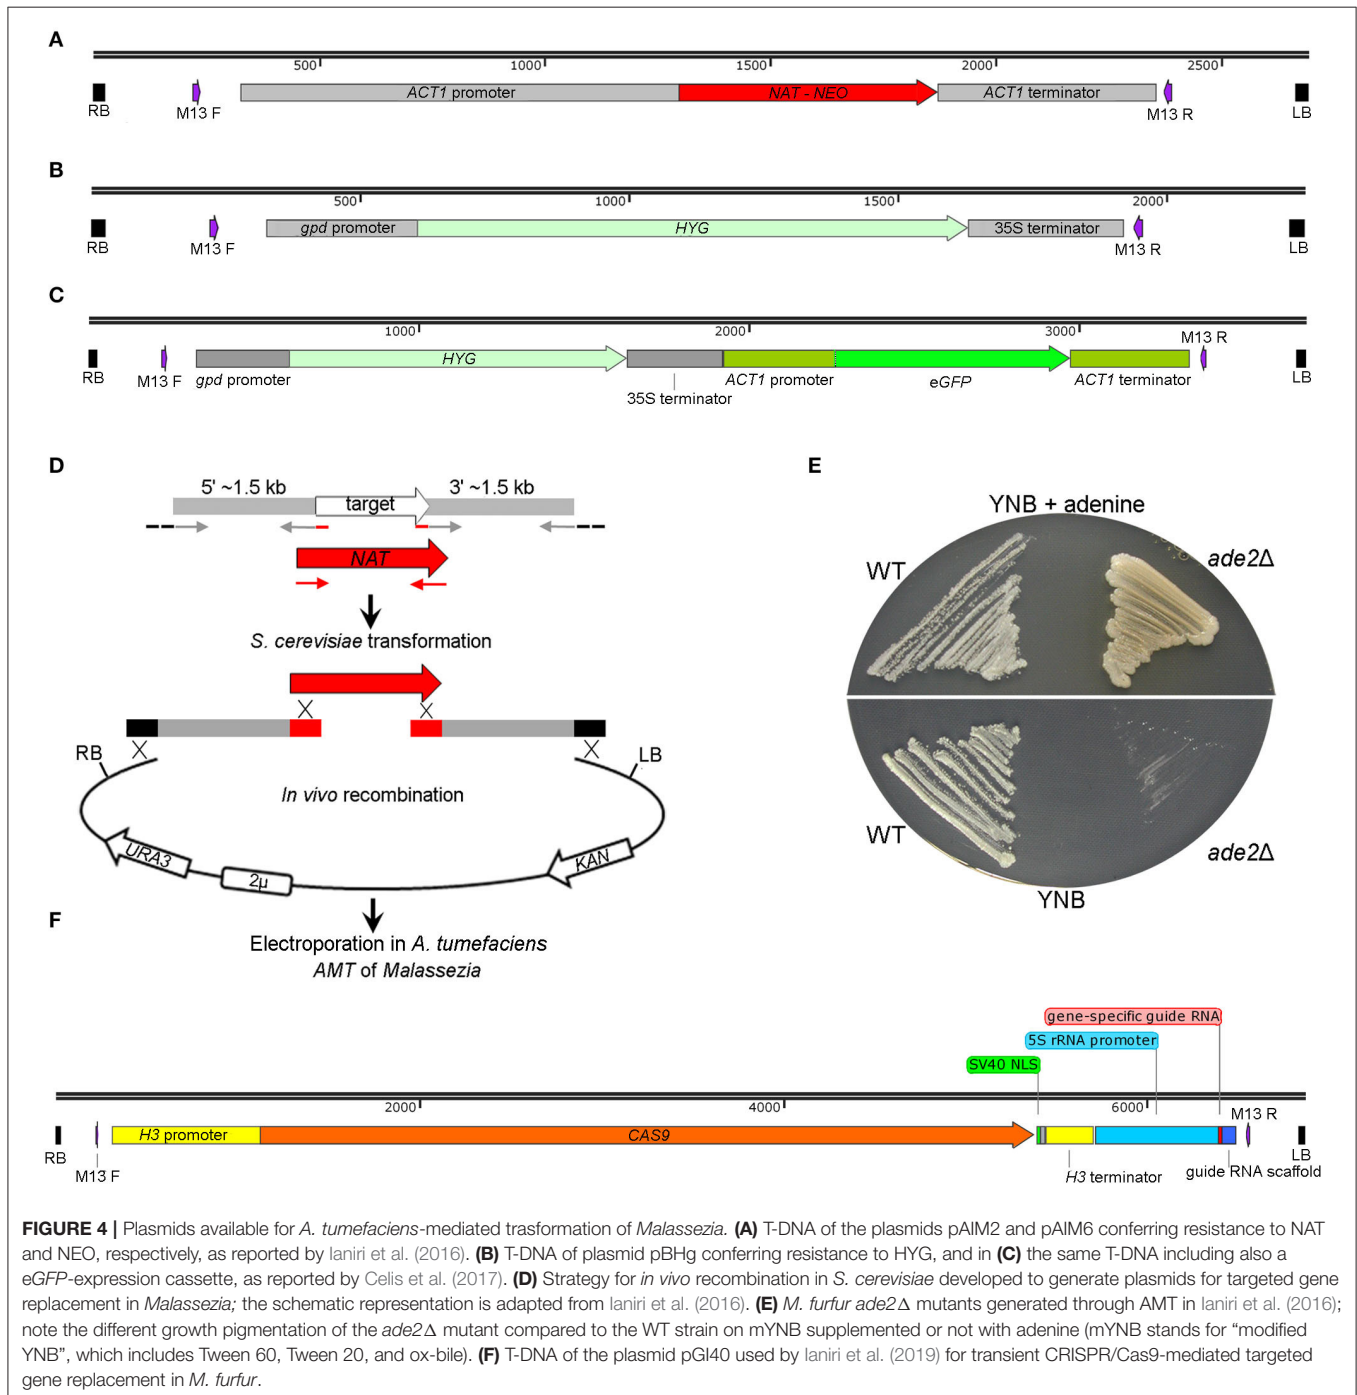 A
500 1000 1500 2000 2500
ACT1 promoter NAT - NEO ACT1 terminator
RB M13 F M13 R LB
B
500 1000 1500 2000
gpd promoter HYG 35S terminator
RB M13 F M13 R LB
C
1000 2000 3000
M13 R
HYG
RB M13 F gpd promoter ACT1 promoter eGFP ACT1 terminator LB
35S terminator
D
5' ~1.5 kb 3' ~1.5 kb
target
NAT
S. cerevisiae transformation
X X
X X
RB LB
In vivo recombination
URA3 2μ KAN
Electroporation in A. tumefaciens
AMT of Malassezia
E
YNB + adenine
WT ade2Δ
WT ade2Δ
YNB
F
gene-specific guide RNA
5S rRNA promoter
SV40 NLS
2000 4000 6000
M13 R
H3 promoter CAS9
RB LB
M13 F H3 terminator guide RNA scaffold
FIGURE 4 | Plasmids available for A. tumefaciens-mediated trasformation of Malassezia. (A) T-DNA of the plasmids pAIM2 and pAIM6 conferring resistance to NAT
and NEO, respectively, as reported by Ianiri et al. (2016). (B) T-DNA of plasmid pBHg conferring resistance to HYG, and in (C) the same T-DNA including also a
eGFP-expression cassette, as reported by Celis et al. (2017). (D) Strategy for in vivo recombination in S. cerevisiae developed to generate plasmids for targeted gene
replacement in Malassezia; the schematic representation is adapted from Ianiri et al. (2016). (E) M. furfur ade2Δ mutants generated through AMT in Ianiri et al. (2016);
note the different growth pigmentation of the ade2Δ mutant compared to the WT strain on mYNB supplemented or not with adenine (mYNB stands for “modified
YNB”, which includes Tween 60, Tween 20, and ox-bile). (F) T-DNA of the plasmid pGI40 used by Ianiri et al. (2019) for transient CRISPR/Cas9-mediated targeted
gene replacement in M. furfur.